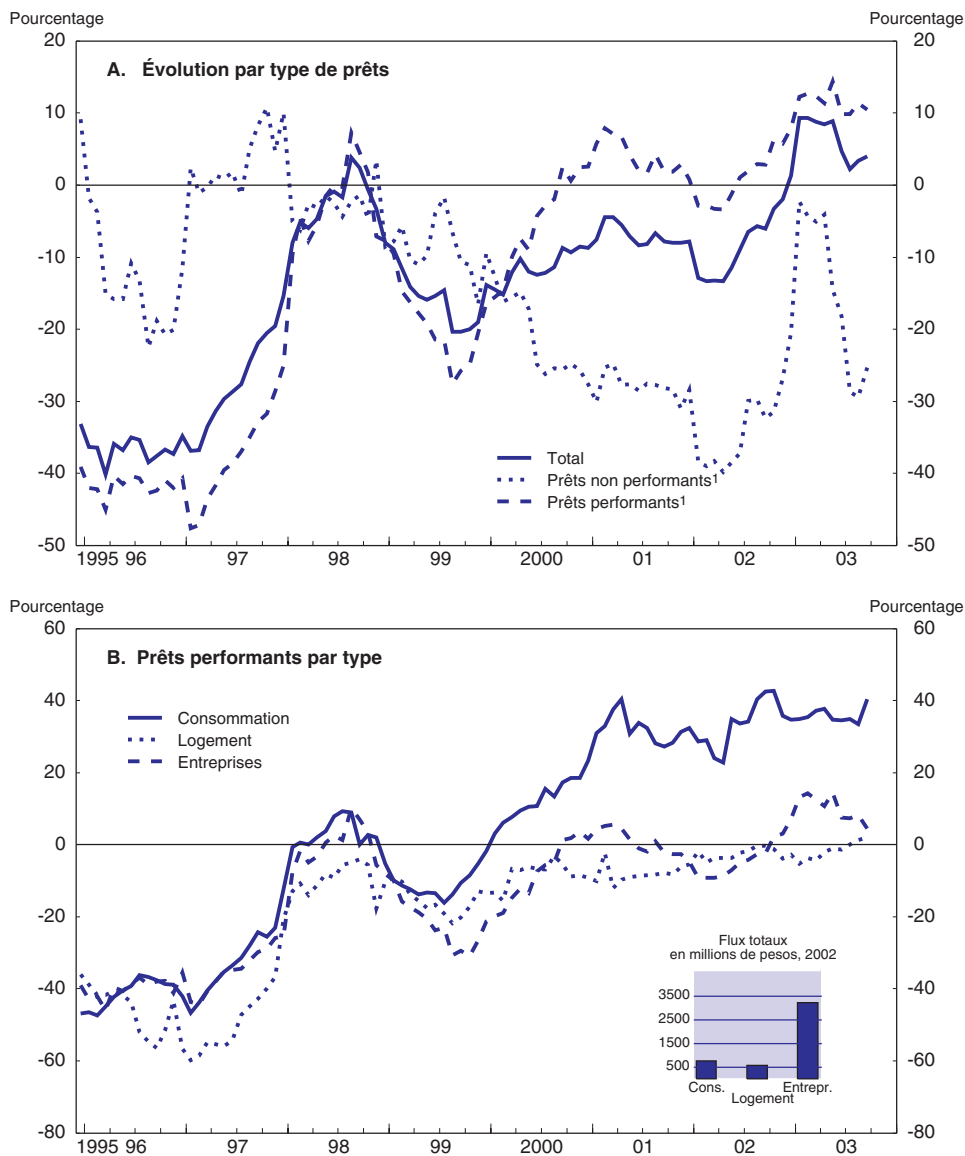 Pourcentage Pourcentage
20 20
A. Évolution par type de prêts
10 10
0 0
-10 -10
-20 -20
-30 -30
Total
Prêts non performants1
Prêts performants1
-40 -40
-50 -50
1995 96 97 98 99 2000 01 02 03
Pourcentage Pourcentage
60 60
B. Prêts performants par type
Consommation
Logement
Entreprises
40 40
20 20
0 0
-20 -20
Flux totaux
en millions de pesos, 2002
3500
2500
1500
500
Cons. Entrepr.
Logement
-40 -40
-60 -60
-80 -80
1995 96 97 98 99 2000 01 02 03